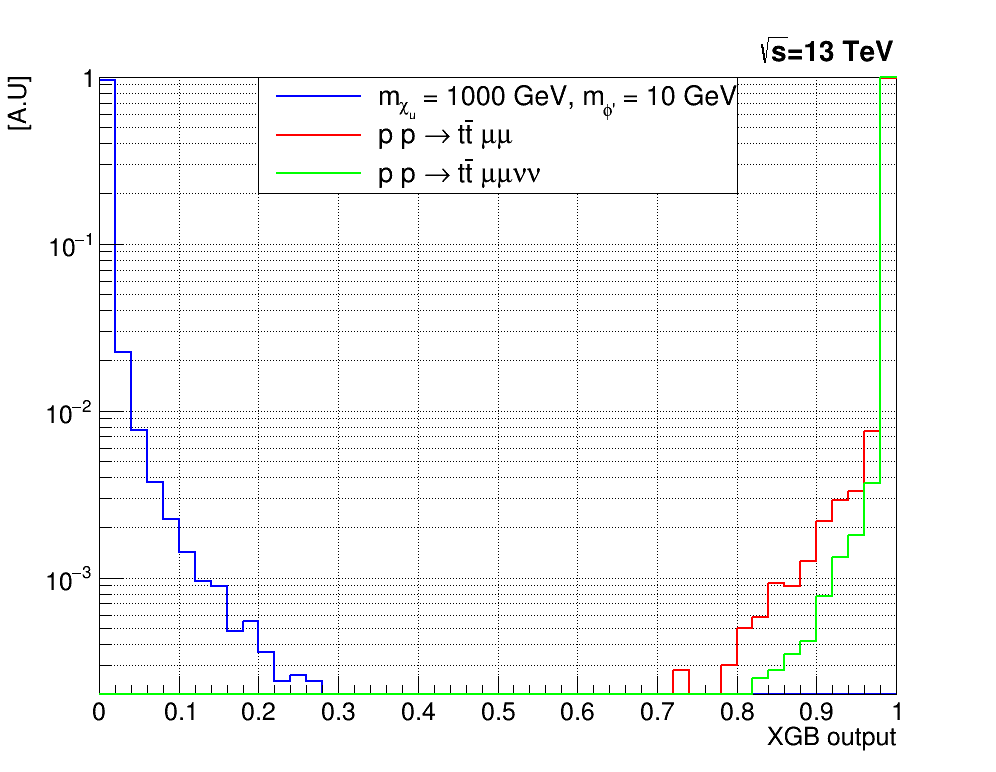 √s=13 TeV
[A.U]
m_χ_u = 1000 GeV, m_ϕ' = 10 GeV
p p → tt̄ μμ
p p → tt̄ μμνν
1
10⁻¹
10⁻²
10⁻³
0 0.1 0.2 0.3 0.4 0.5 0.6 0.7 0.8 0.9 1
XGB output